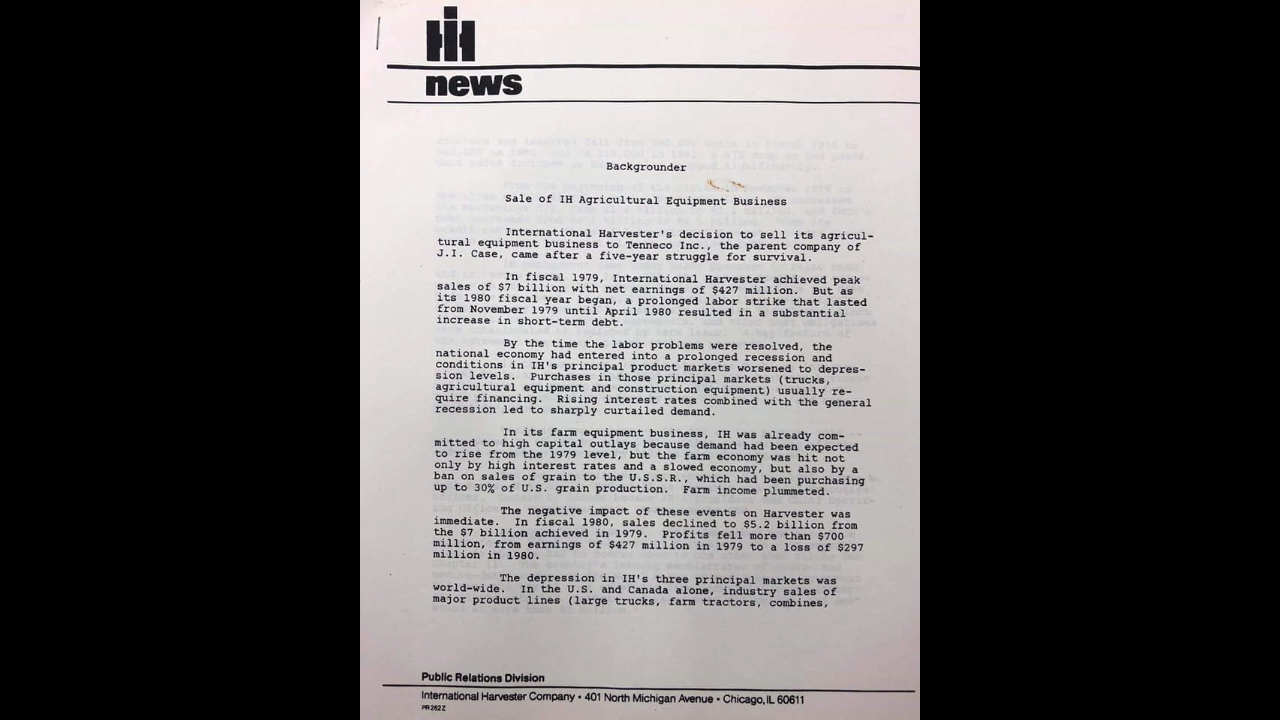 IH
news
Backgrounder
Sale of IH Agricultural Equipment Business
International Harvester's decision to sell its agricul-
tural equipment business to Tenneco Inc., the parent company of
J.I. Case, came after a five-year struggle for survival.
In fiscal 1979, International Harvester achieved peak
sales of $7 billion with net earnings of $427 million. But as
its 1980 fiscal year began, a prolonged labor strike that lasted
from November 1979 until April 1980 resulted in a substantial
increase in short-term debt.
By the time the labor problems were resolved, the
national economy had entered into a prolonged recession and
conditions in IH's principal product markets worsened to depres-
sion levels. Purchases in those principal markets (trucks,
agricultural equipment and construction equipment) usually re-
quire financing. Rising interest rates combined with the general
recession led to sharply curtailed demand.
In its farm equipment business, IH was already com-
mitted to high capital outlays because demand had been expected
to rise from the 1979 level, but the farm economy was hit not
only by high interest rates and a slowed economy, but also by a
ban on sales of grain to the U.S.S.R., which had been purchasing
up to 30% of U.S. grain production. Farm income plummeted.
The negative impact of these events on Harvester was
immediate. In fiscal 1980, sales declined to $5.2 billion from
the $7 billion achieved in 1979. Profits fell more than $700
million, from earnings of $427 million in 1979 to a loss of $297
million in 1980.
The depression in IH's three principal markets was
world-wide. In the U.S. and Canada alone, industry sales of
major product lines (large trucks, farm tractors, combines,
Public Relations Division
International Harvester Company • 401 North Michigan Avenue • Chicago, IL 60611
PR 262 Z